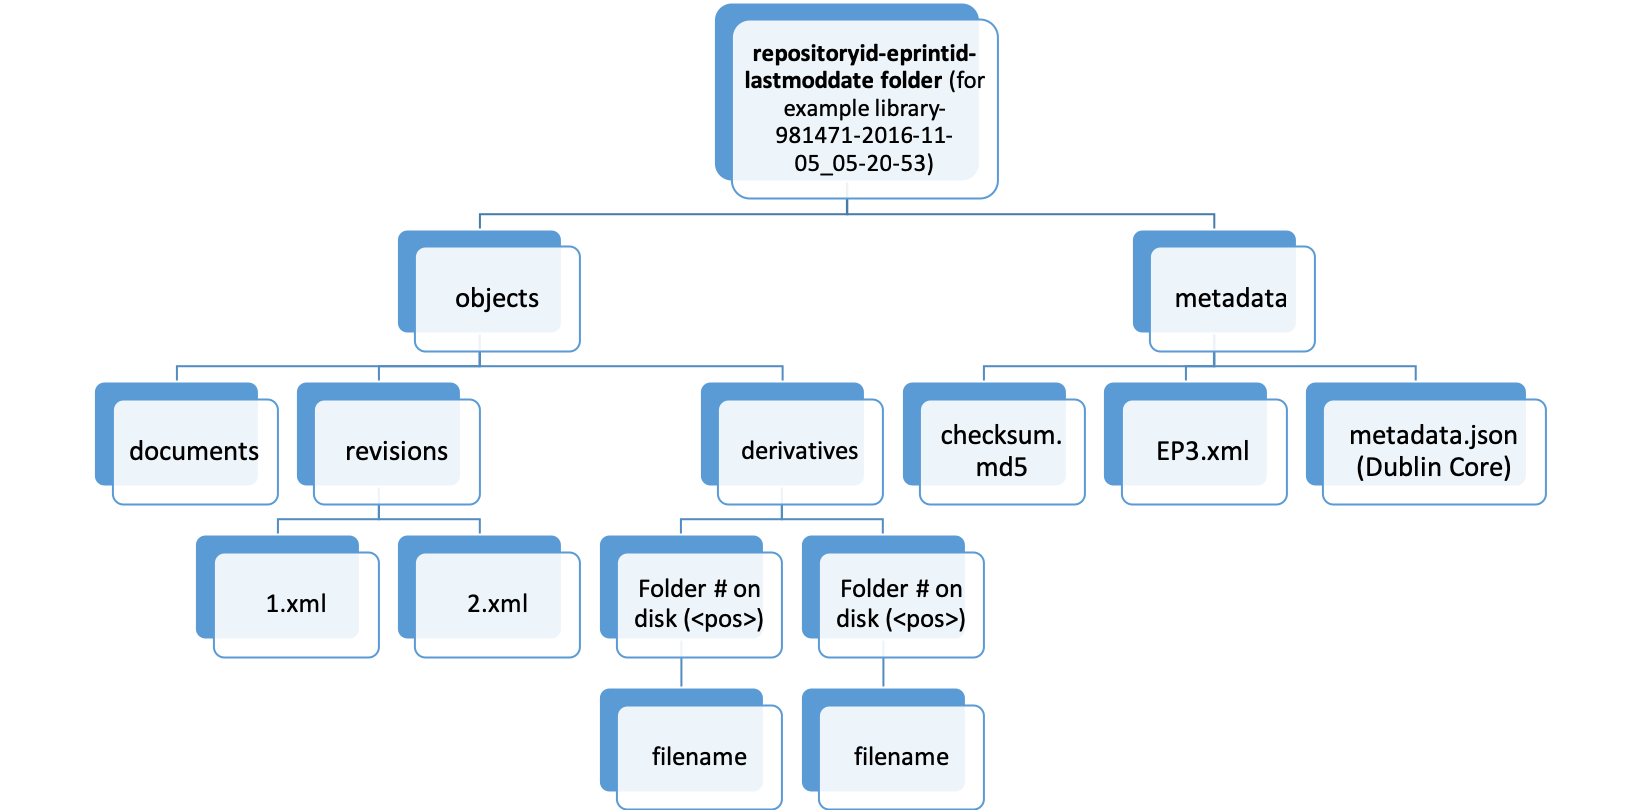 repositoryid-eprintid-
lastmoddate folder (for
example library-
981471-2016-11-
05_05-20-53)
objects
metadata
documents
revisions
derivatives
checksum.
md5
EP3.xml
metadata.json
(Dublin Core)
1.xml
2.xml
Folder # on
disk (<pos>)
Folder # on
disk (<pos>)
filename
filename